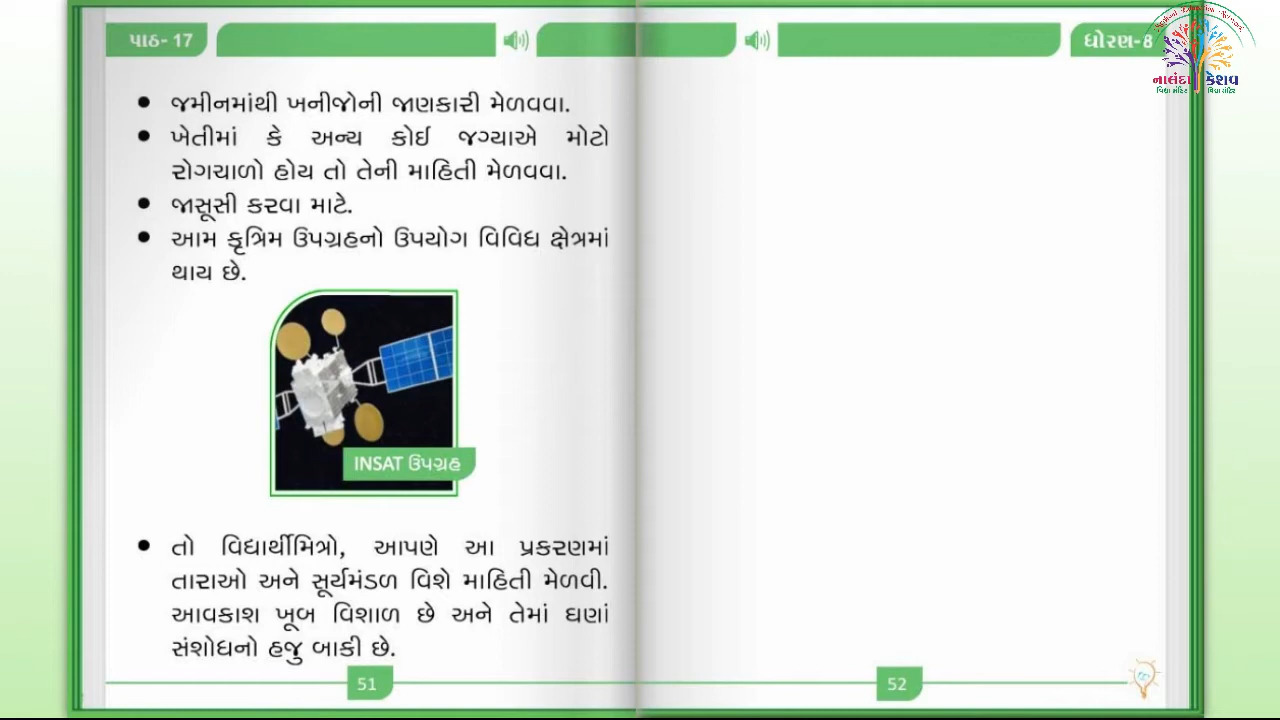 પાઠ- 17
ધોરણ-8
નાલંદા કેશવ
વિદ્યા મંદિર વિદ્યા મંદિર
• જમીનમાંથી ખનીજોની જાણકારી મેળવવા.
• ખેતીમાં કે અન્ય કોઈ જગ્યાએ મોટો
રોગચાળો હોય તો તેની માહિતી મેળવવા.
• જાસૂસી કરવા માટે.
• આમ કૃત્રિમ ઉપગ્રહનો ઉપયોગ વિવિધ ક્ષેત્રમાં
થાય છે.
INSAT ઉપગ્રહ
• તો વિદ્યાર્થીમિત્રો, આપણે આ પ્રકરણમાં
તારાઓ અને સૂર્યમંડળ વિશે માહિતી મેળવી.
આવકાશ ખૂબ વિશાળ છે અને તેમાં ઘણાં
સંશોધનો હજુ બાકી છે.
51
52